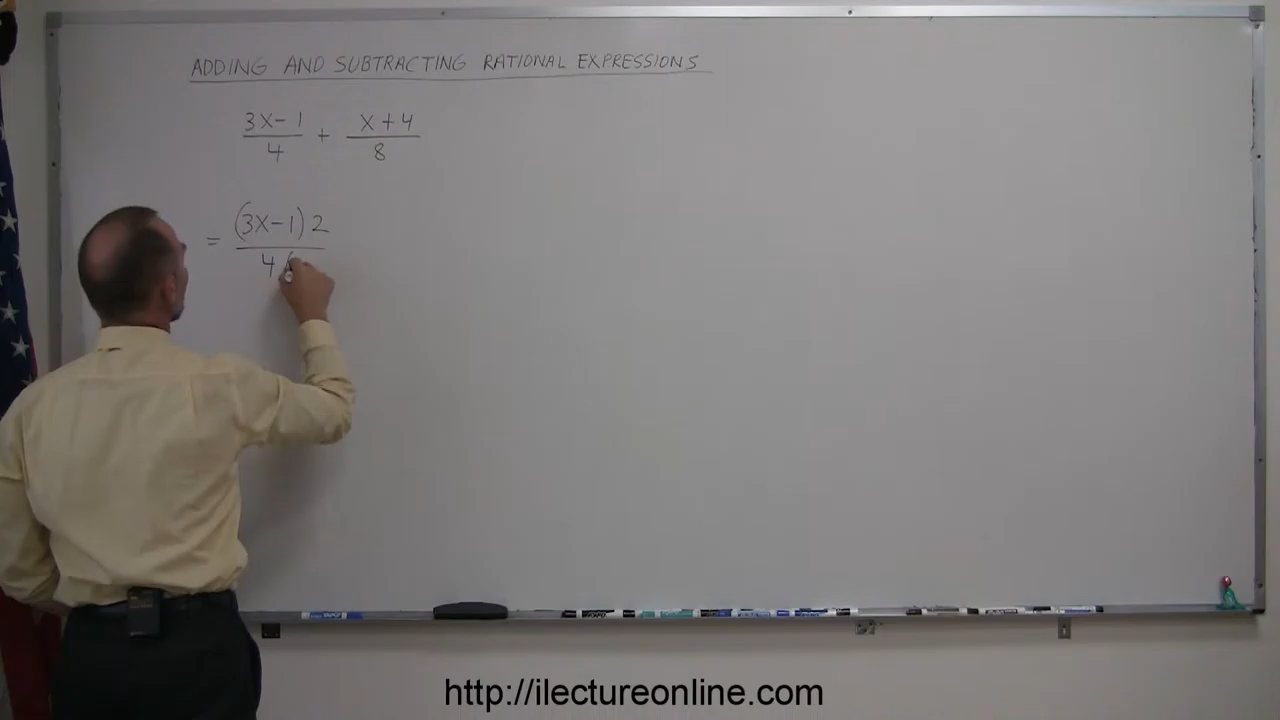 ADDING AND SUBTRACTING RATIONAL EXPRESSIONS
3X-1 + X+4
4 8
= (3X-1) 2
4 (
http://ilectureonline.com